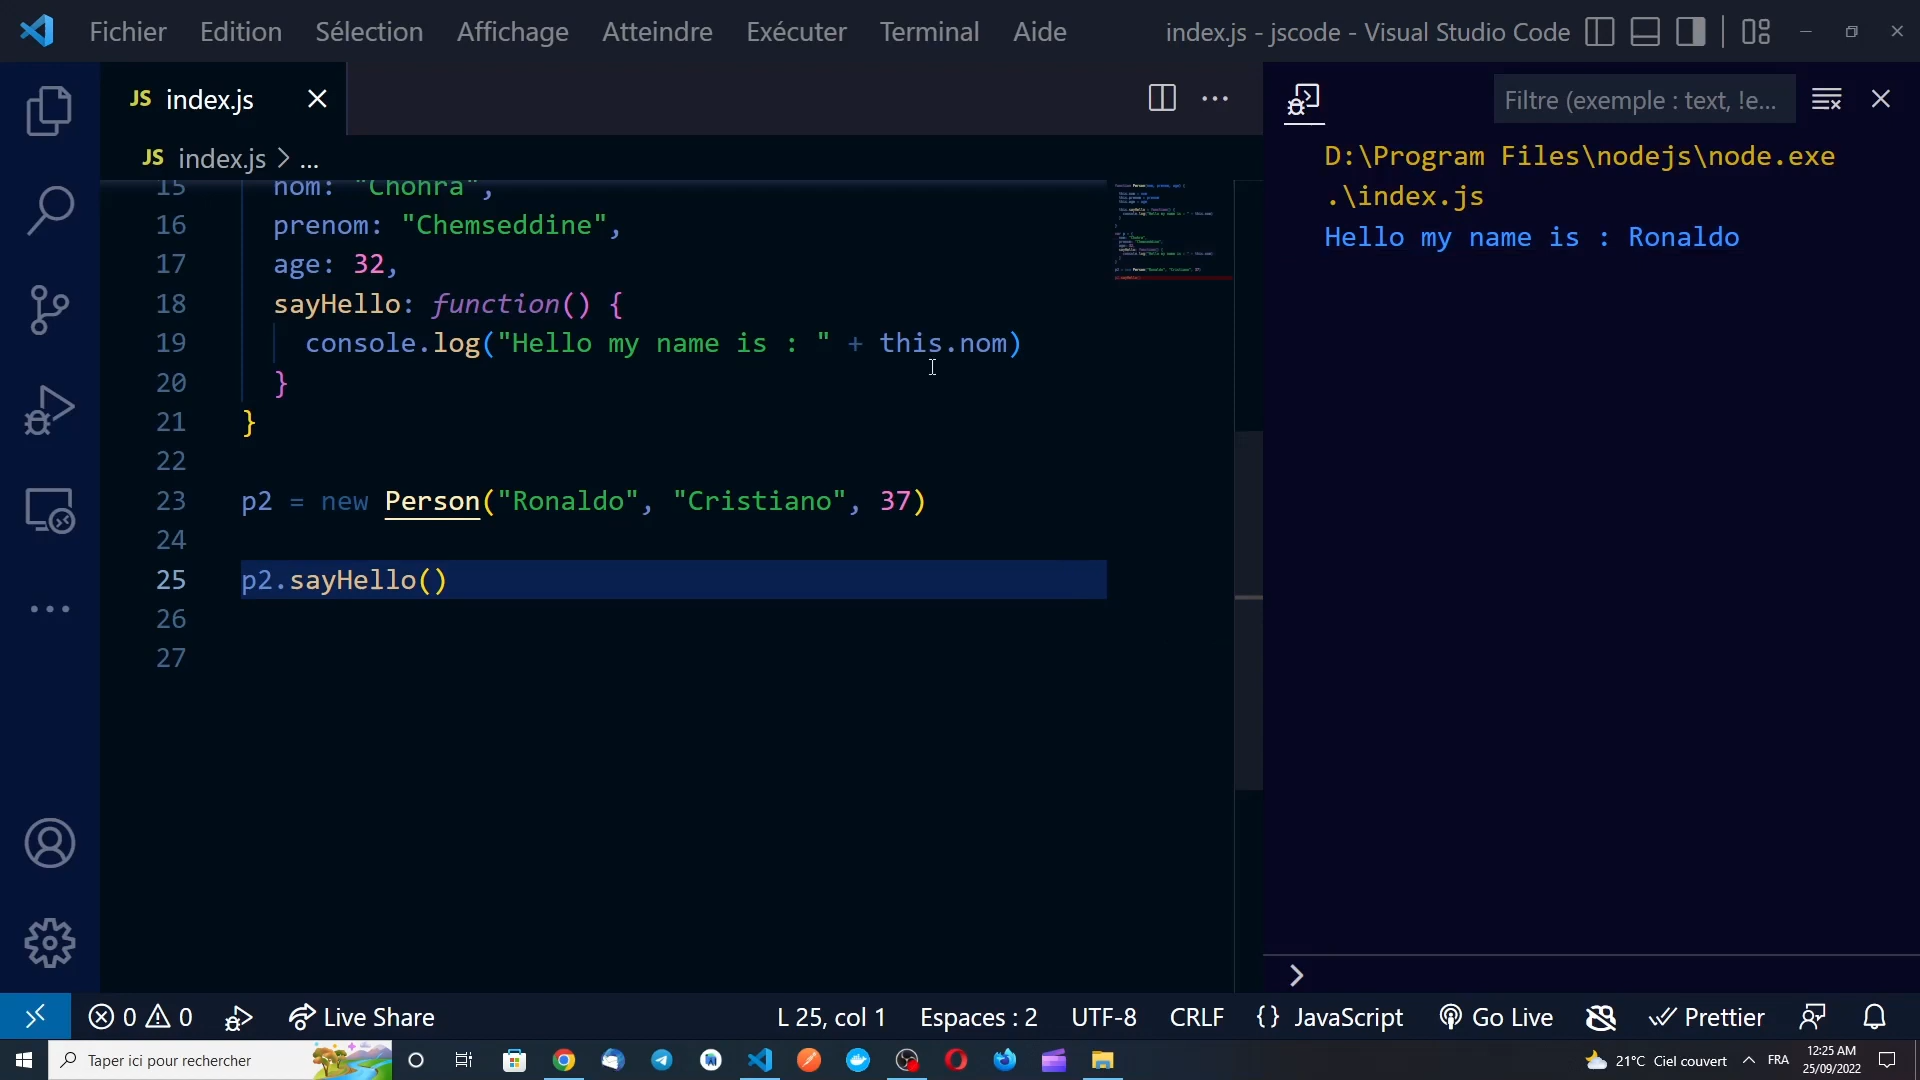 Fichier Edition Sélection Affichage Atteindre Exécuter Terminal Aide index.js - jscode - Visual Studio Code
JS index.js
Filtre (exemple : text, !e...
JS index.js > ...
15 nom: "Chohra",
16 prenom: "Chemseddine",
17 age: 32,
18 sayHello: function() {
19 console.log("Hello my name is : " + this.nom)
20 }
21 }
22
23 p2 = new Person("Ronaldo", "Cristiano", 37)
24
25 p2.sayHello()
26
27
D:\Program Files\nodejs\node.exe
.\index.js
Hello my name is : Ronaldo
0 0 Live Share L 25, col 1 Espaces : 2 UTF-8 CRLF {} JavaScript Go Live Prettier
Taper ici pour rechercher
21°C Ciel couvert FRA 12:25 AM
25/09/2022